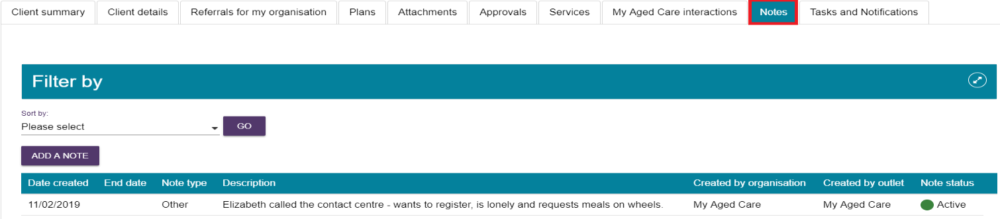 Client summary Client details Referrals for my organisation Plans Attachments Approvals Services My Aged Care interactions Notes Tasks and Notifications
Filter by
Sort by:
Please select GO
ADD A NOTE
Date created End date Note type Description Created by organisation Created by outlet Note status
11/02/2019 Other Elizabeth called the contact centre - wants to register, is lonely and requests meals on wheels. My Aged Care My Aged Care Active